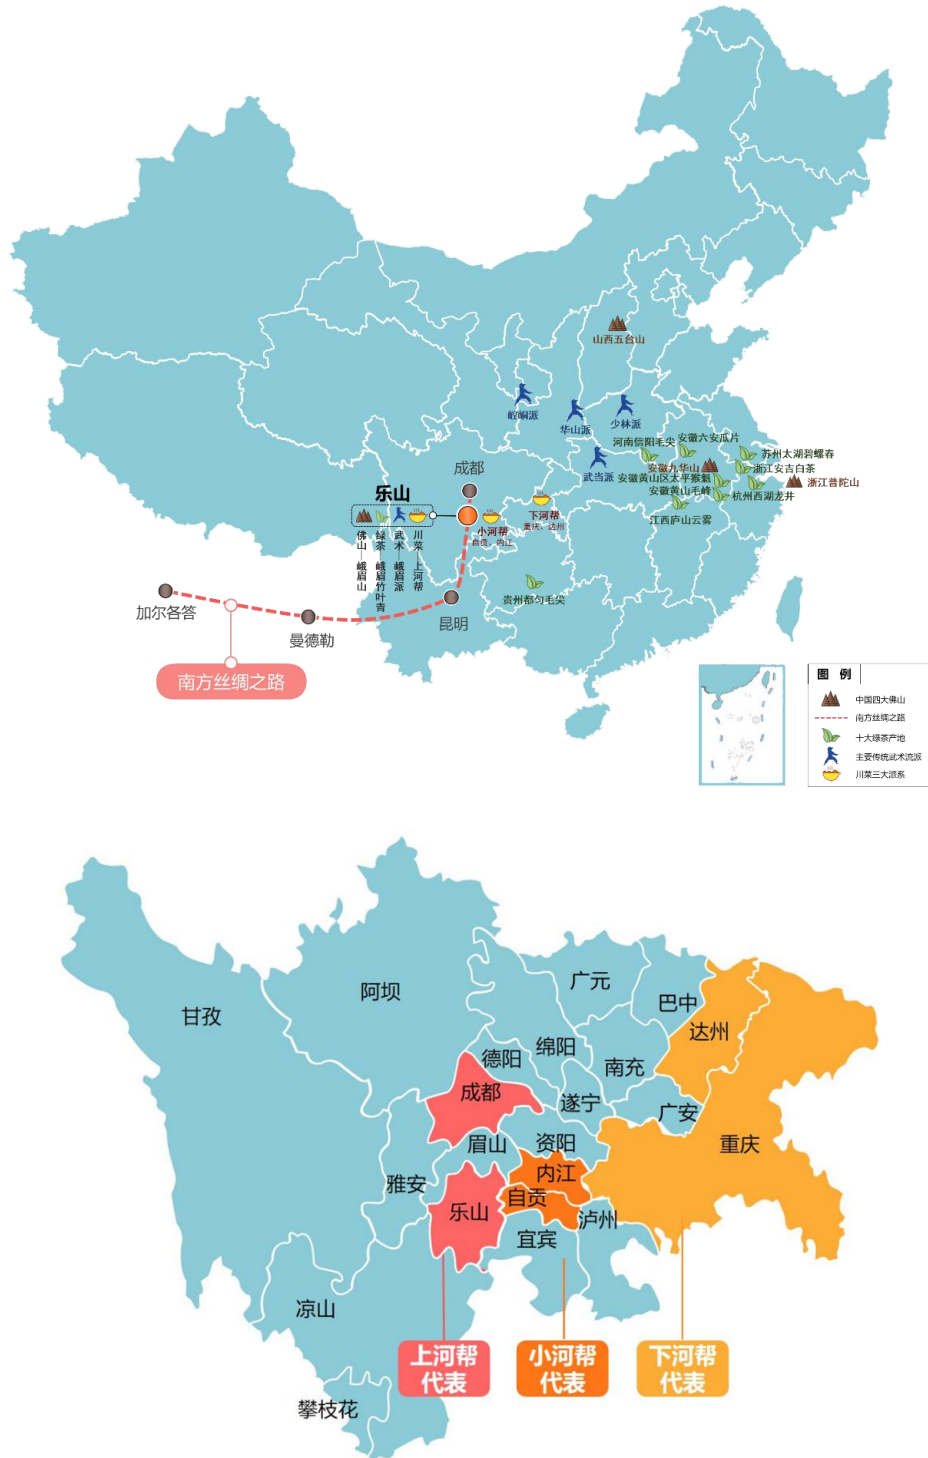 山西五台山
崆峒派
华山派
少林派
河南信阳毛尖
安徽六安瓜片
苏州太湖碧螺春
武当派
安徽九华山
浙江安吉白茶
安徽黄山区太平猴魁
浙江普陀山
安徽黄山毛峰
杭州西湖龙井
江西庐山云雾
成都
乐山
下河帮
重庆、达州
小河帮
自贡、内江
佛山—峨眉山
绿茶—峨眉竹叶青
武术—峨眉派
川菜—上河帮
贵州都匀毛尖
加尔各答
曼德勒
昆明
南方丝绸之路
图 例
中国四大佛山
南方丝绸之路
十大绿茶产地
主要传统武术流派
川菜三大派系
广元
阿坝
巴中
甘孜
达州
绵阳
德阳
南充
成都
遂宁
广安
眉山
资阳
重庆
内江
雅安
自贡
乐山
泸州
宜宾
凉山
上河帮
代表
小河帮
代表
下河帮
代表
攀枝花